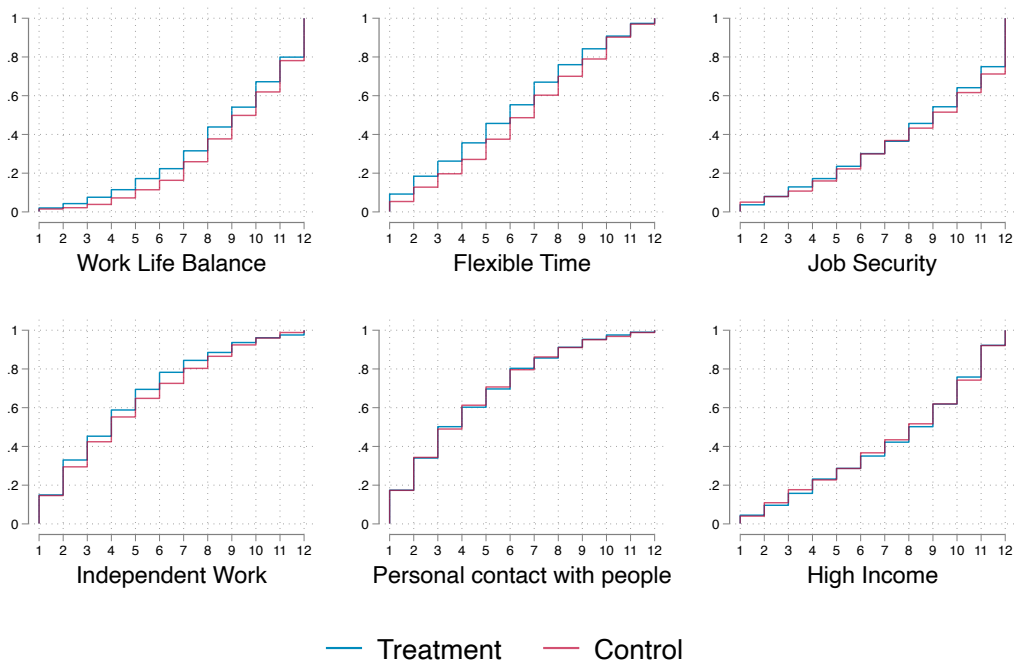 1
.8
.6
.4
.2
0
1 2 3 4 5 6 7 8 9 10 11 12
Work Life Balance
1
.8
.6
.4
.2
0
1 2 3 4 5 6 7 8 9 10 11 12
Flexible Time
1
.8
.6
.4
.2
0
1 2 3 4 5 6 7 8 9 10 11 12
Job Security
1
.8
.6
.4
.2
0
1 2 3 4 5 6 7 8 9 10 11 12
Independent Work
1
.8
.6
.4
.2
0
1 2 3 4 5 6 7 8 9 10 11 12
Personal contact with people
1
.8
.6
.4
.2
0
1 2 3 4 5 6 7 8 9 10 11 12
High Income
Treatment Control